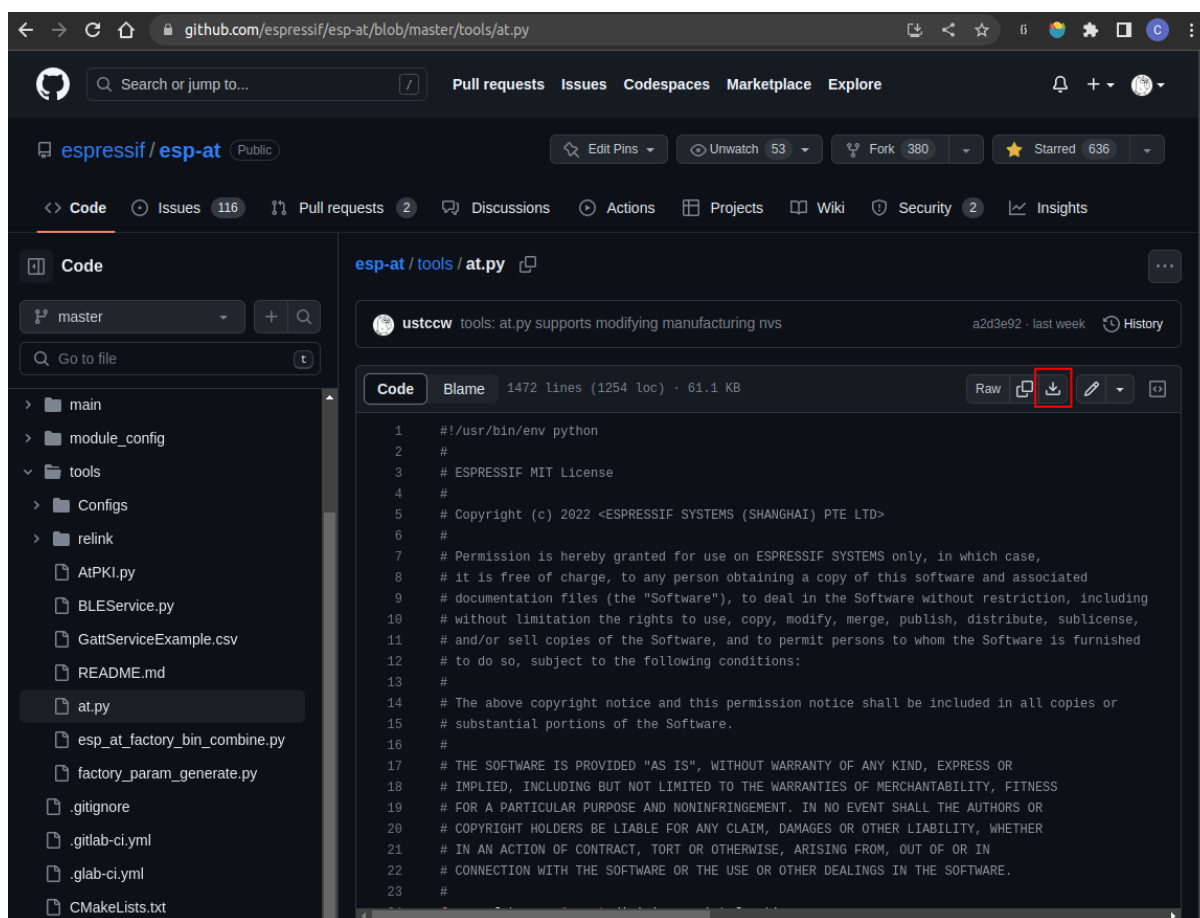 github.com/espressif/esp-at/blob/master/tools/at.py
C
Search or jump to...
/
Pull requests Issues Codespaces Marketplace Explore
espressif / esp-at Public
Edit Pins
Unwatch 53
Fork 380
Starred 636
<> Code
Issues 116
Pull requests 2
Discussions
Actions
Projects
Wiki
Security 2
Insights
Code
master
Go to file
t
main
module_config
tools
Configs
relink
AtPKI.py
BLEService.py
GattServiceExample.csv
README.md
at.py
esp_at_factory_bin_combine.py
factory_param_generate.py
.gitignore
.gitlab-ci.yml
.glab-ci.yml
CMakeLists.txt
esp-at / tools / at.py
ustccw tools: at.py supports modifying manufacturing nvs
a2d3e92 · last week
History
Code Blame 1472 lines (1254 loc) · 61.1 KB
Raw
1 #!/usr/bin/env python
2 #
3 # ESPRESSIF MIT License
4 #
5 # Copyright (c) 2022 <ESPRESSIF SYSTEMS (SHANGHAI) PTE LTD>
6 #
7 # Permission is hereby granted for use on ESPRESSIF SYSTEMS only, in which case,
8 # it is free of charge, to any person obtaining a copy of this software and associated
9 # documentation files (the "Software"), to deal in the Software without restriction, including
10 # without limitation the rights to use, copy, modify, merge, publish, distribute, sublicense,
11 # and/or sell copies of the Software, and to permit persons to whom the Software is furnished
12 # to do so, subject to the following conditions:
13 #
14 # The above copyright notice and this permission notice shall be included in all copies or
15 # substantial portions of the Software.
16 #
17 # THE SOFTWARE IS PROVIDED "AS IS", WITHOUT WARRANTY OF ANY KIND, EXPRESS OR
18 # IMPLIED, INCLUDING BUT NOT LIMITED TO THE WARRANTIES OF MERCHANTABILITY, FITNESS
19 # FOR A PARTICULAR PURPOSE AND NONINFRINGEMENT. IN NO EVENT SHALL THE AUTHORS OR
20 # COPYRIGHT HOLDERS BE LIABLE FOR ANY CLAIM, DAMAGES OR OTHER LIABILITY, WHETHER
21 # IN AN ACTION OF CONTRACT, TORT OR OTHERWISE, ARISING FROM, OUT OF OR IN
22 # CONNECTION WITH THE SOFTWARE OR THE USE OR OTHER DEALINGS IN THE SOFTWARE.
23 #